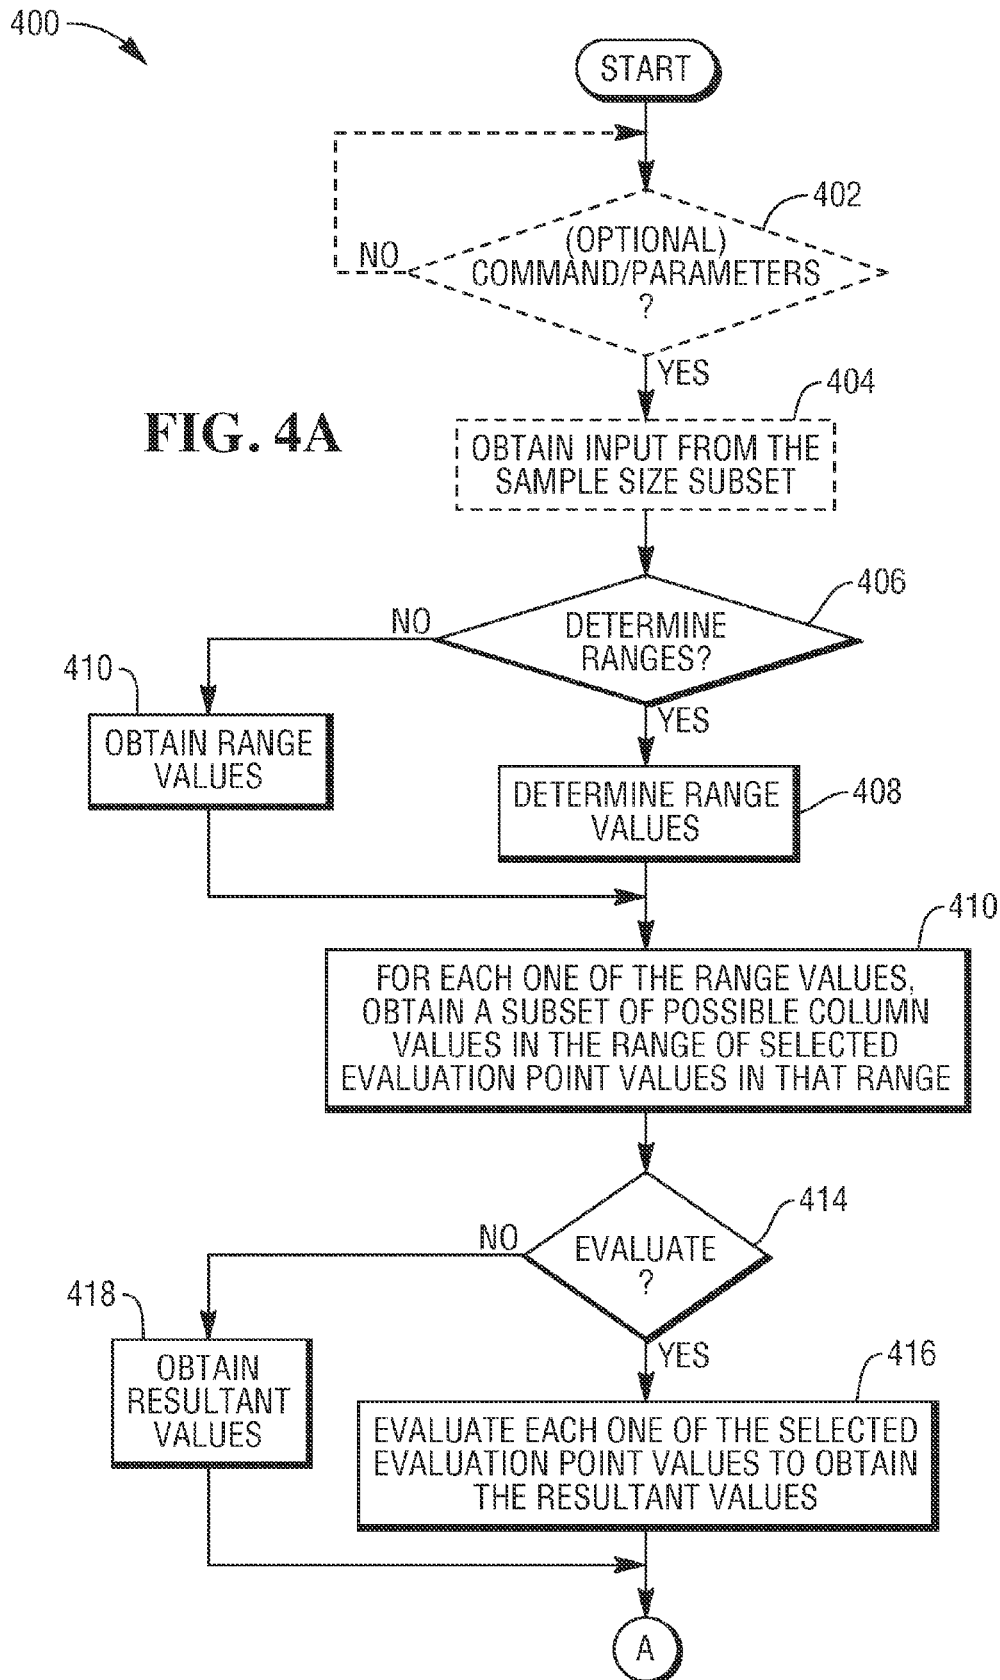 400
START
402
(OPTIONAL)
COMMAND/PARAMETERS
?
NO
YES
404
FIG. 4A
OBTAIN INPUT FROM THE
SAMPLE SIZE SUBSET
406
NO
DETERMINE
RANGES?
410
YES
OBTAIN RANGE
VALUES
408
DETERMINE RANGE
VALUES
410
FOR EACH ONE OF THE RANGE VALUES,
OBTAIN A SUBSET OF POSSIBLE COLUMN
VALUES IN THE RANGE OF SELECTED
EVALUATION POINT VALUES IN THAT RANGE
414
NO
EVALUATE
?
418
YES
416
OBTAIN
RESULTANT
VALUES
EVALUATE EACH ONE OF THE SELECTED
EVALUATION POINT VALUES TO OBTAIN
THE RESULTANT VALUES
A